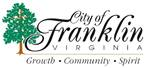 City of
Franklin
VIRGINIA
Growth • Community • Spirit